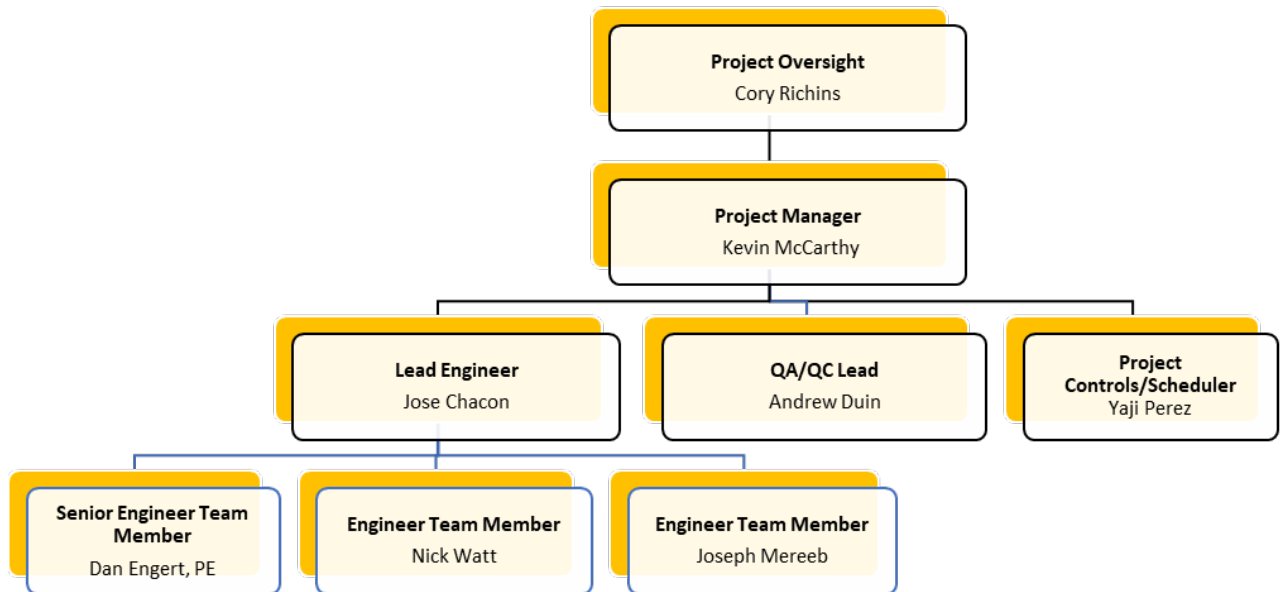 Project Oversight
Cory Richins
Project Manager
Kevin McCarthy
Lead Engineer
Jose Chacon
QA/QC Lead
Andrew Duin
Project
Controls/Scheduler
Yaji Perez
Senior Engineer Team
Member
Dan Engert, PE
Engineer Team Member
Nick Watt
Engineer Team Member
Joseph Mereeb